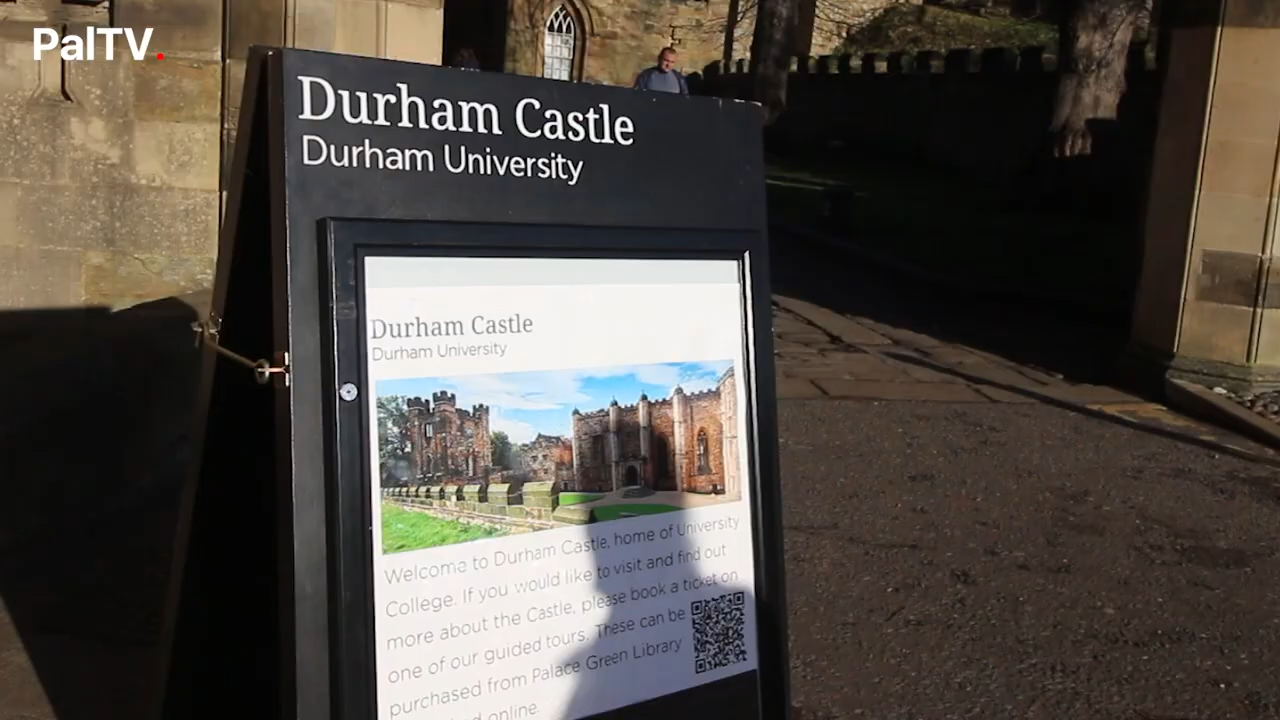 PalTV.
Durham Castle
Durham University
Durham Castle
Durham University
Welcome to Durham Castle, home of University
College. If you would like to visit and find out
more about the Castle, please book a ticket on
one of our guided tours. These can be
purchased from Palace Green Library
online.